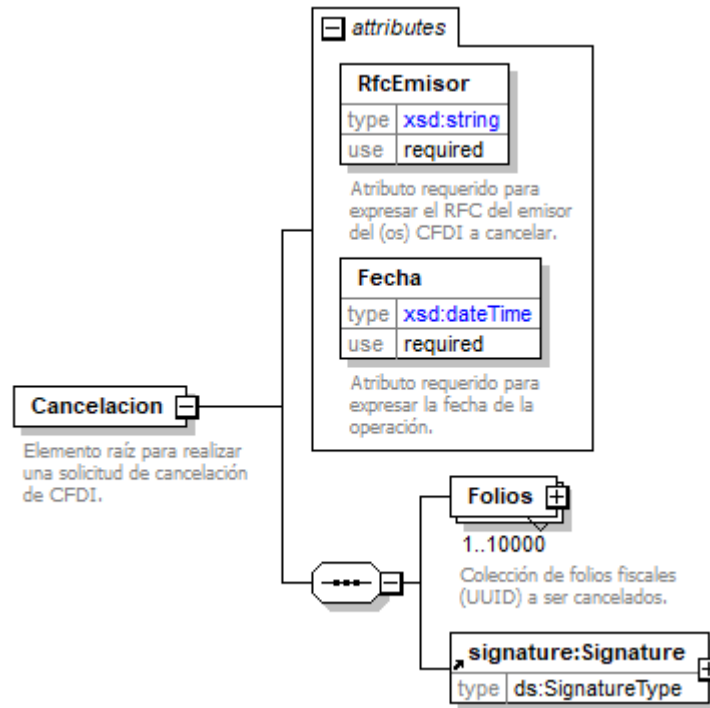 attributes
RfcEmisor
type xsd:string
use required
Atributo requerido para
expresar el RFC del emisor
del (os) CFDI a cancelar.
Fecha
type xsd:dateTime
use required
Atributo requerido para
expresar la fecha de la
operación.
Cancelacion
Elemento raíz para realizar
una solicitud de cancelación
de CFDI.
Folios
1..10000
Colección de folios fiscales
(UUID) a ser cancelados.
signature:Signature
type ds:SignatureType